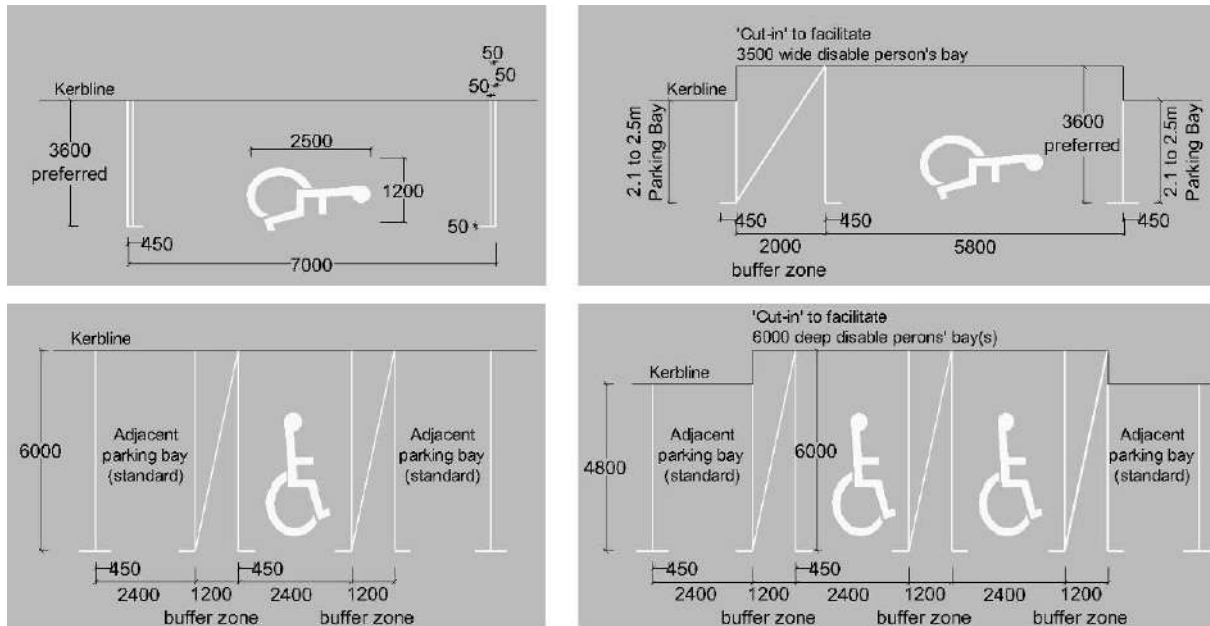 50
50
50
Kerbline
3600
preferred
2500
1200
50
450
7000
'Cut-in' to facilitate
3500 wide disable person's bay
Kerbline
2.1 to 2.5m
Parking Bay
3600
preferred
2.1 to 2.5m
Parking Bay
450
450
450
2000
5800
buffer zone
Kerbline
6000
Adjacent
parking bay
(standard)
Adjacent
parking bay
(standard)
450
450
2400
1200
2400
1200
buffer zone
buffer zone
'Cut-in' to facilitate
6000 deep disable perons' bay(s)
Kerbline
4800
Adjacent
parking bay
(standard)
6000
Adjacent
parking bay
(standard)
450
450
2400
1200
2400
1200
2400
1200
buffer zone
buffer zone
buffer zone